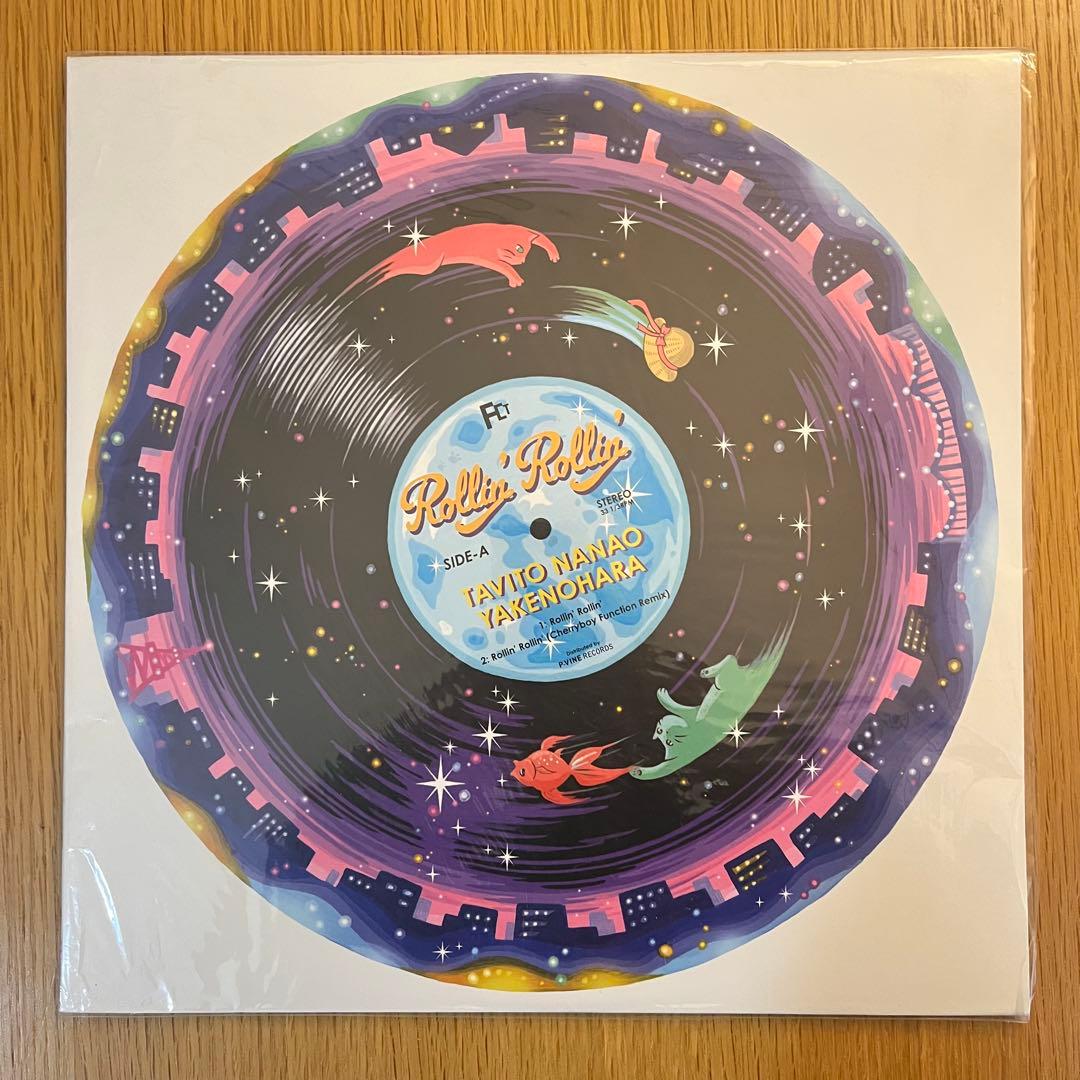 FCT
Rollin' Rollin'
STEREO
33 1/3RPM
SIDE-A
TAVITO NANAO
YAKENOHARA
1: Rollin' Rollin'
2: Rollin' Rollin' (Cherryboy Function Remix)
Distributed by
P-VINE RECORDS